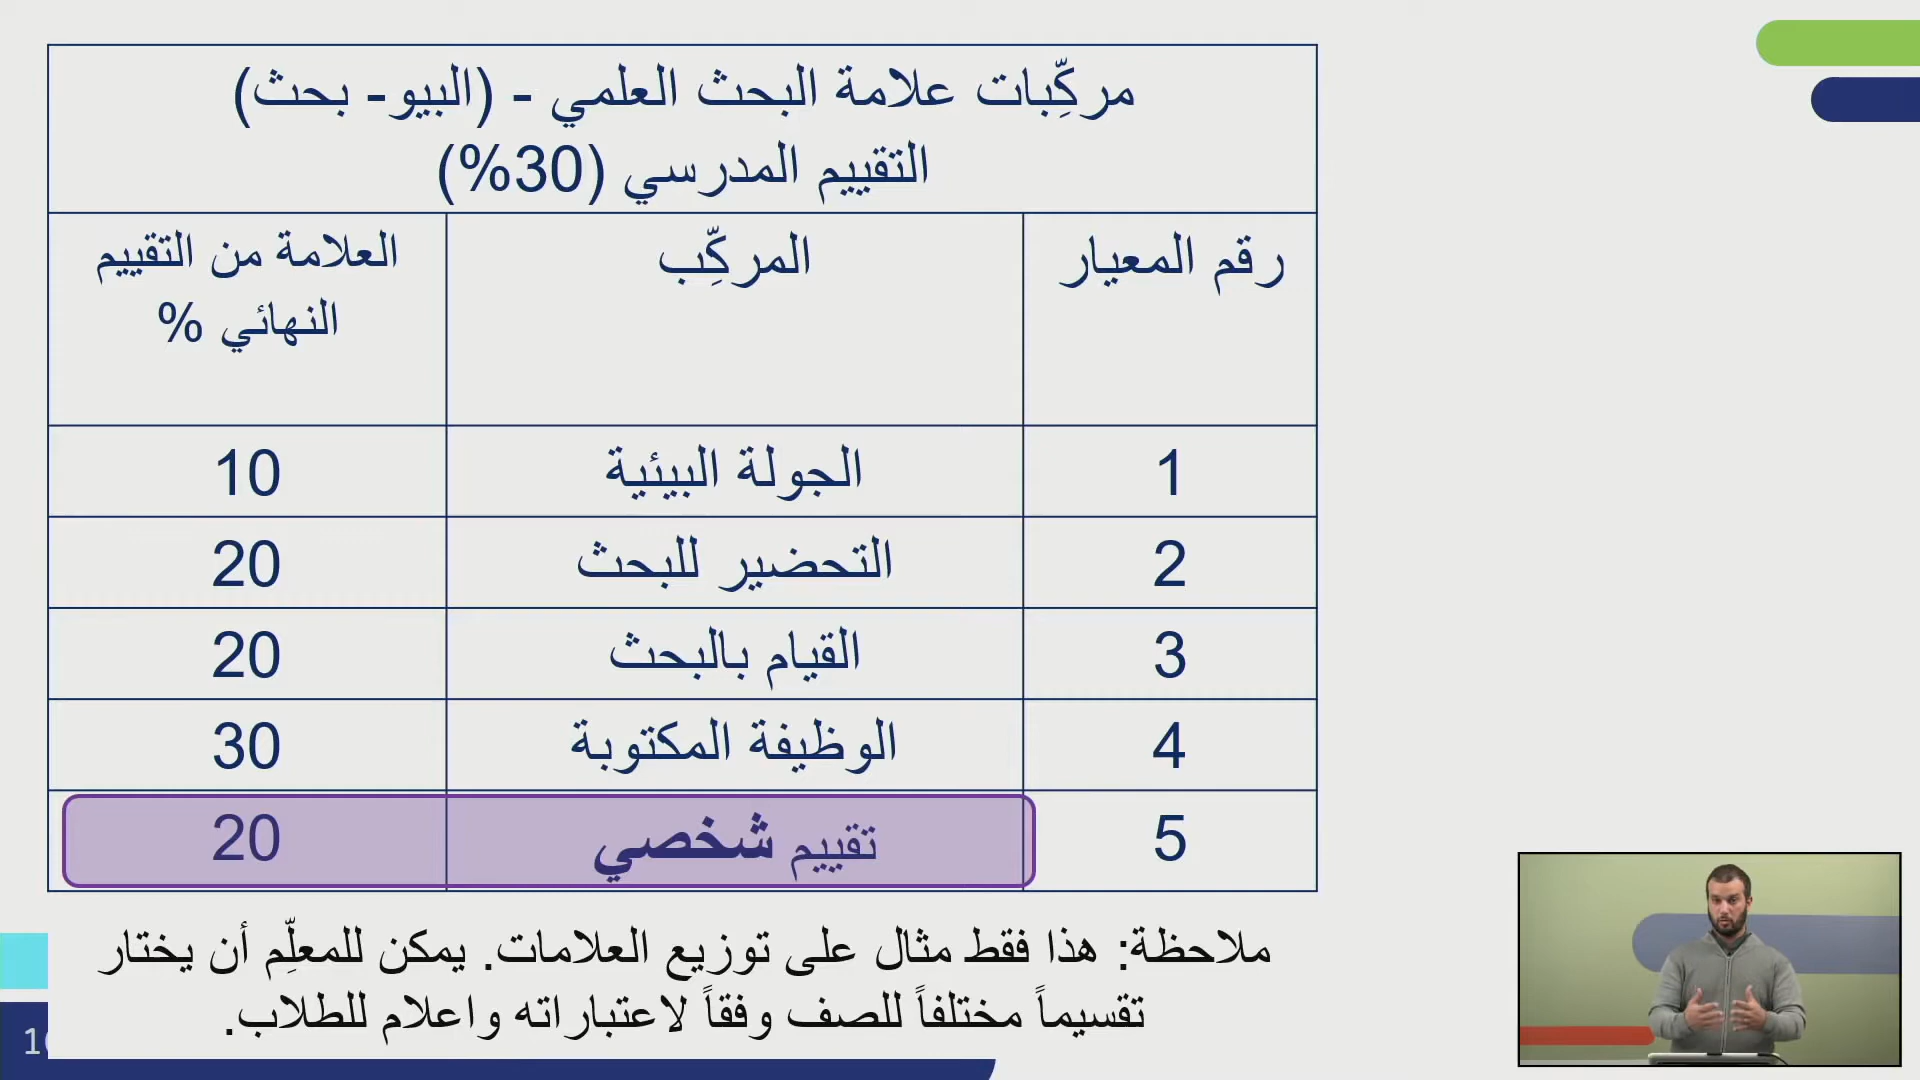 مركِّبات علامة البحث العلمي - (البيو- بحث)
التقييم المدرسي (30%)
رقم المعيار
المركِّب
العلامة من التقييم
النهائي %
1
الجولة البيئية
10
2
التحضير للبحث
20
3
القيام بالبحث
20
4
الوظيفة المكتوبة
30
5
تقييم شخصي
20
ملاحظة: هذا فقط مثال على توزيع العلامات. يمكن للمعلِّم أن يختار
تقسيماً مختلفاً للصف وفقاً لاعتباراته واعلام للطلاب.